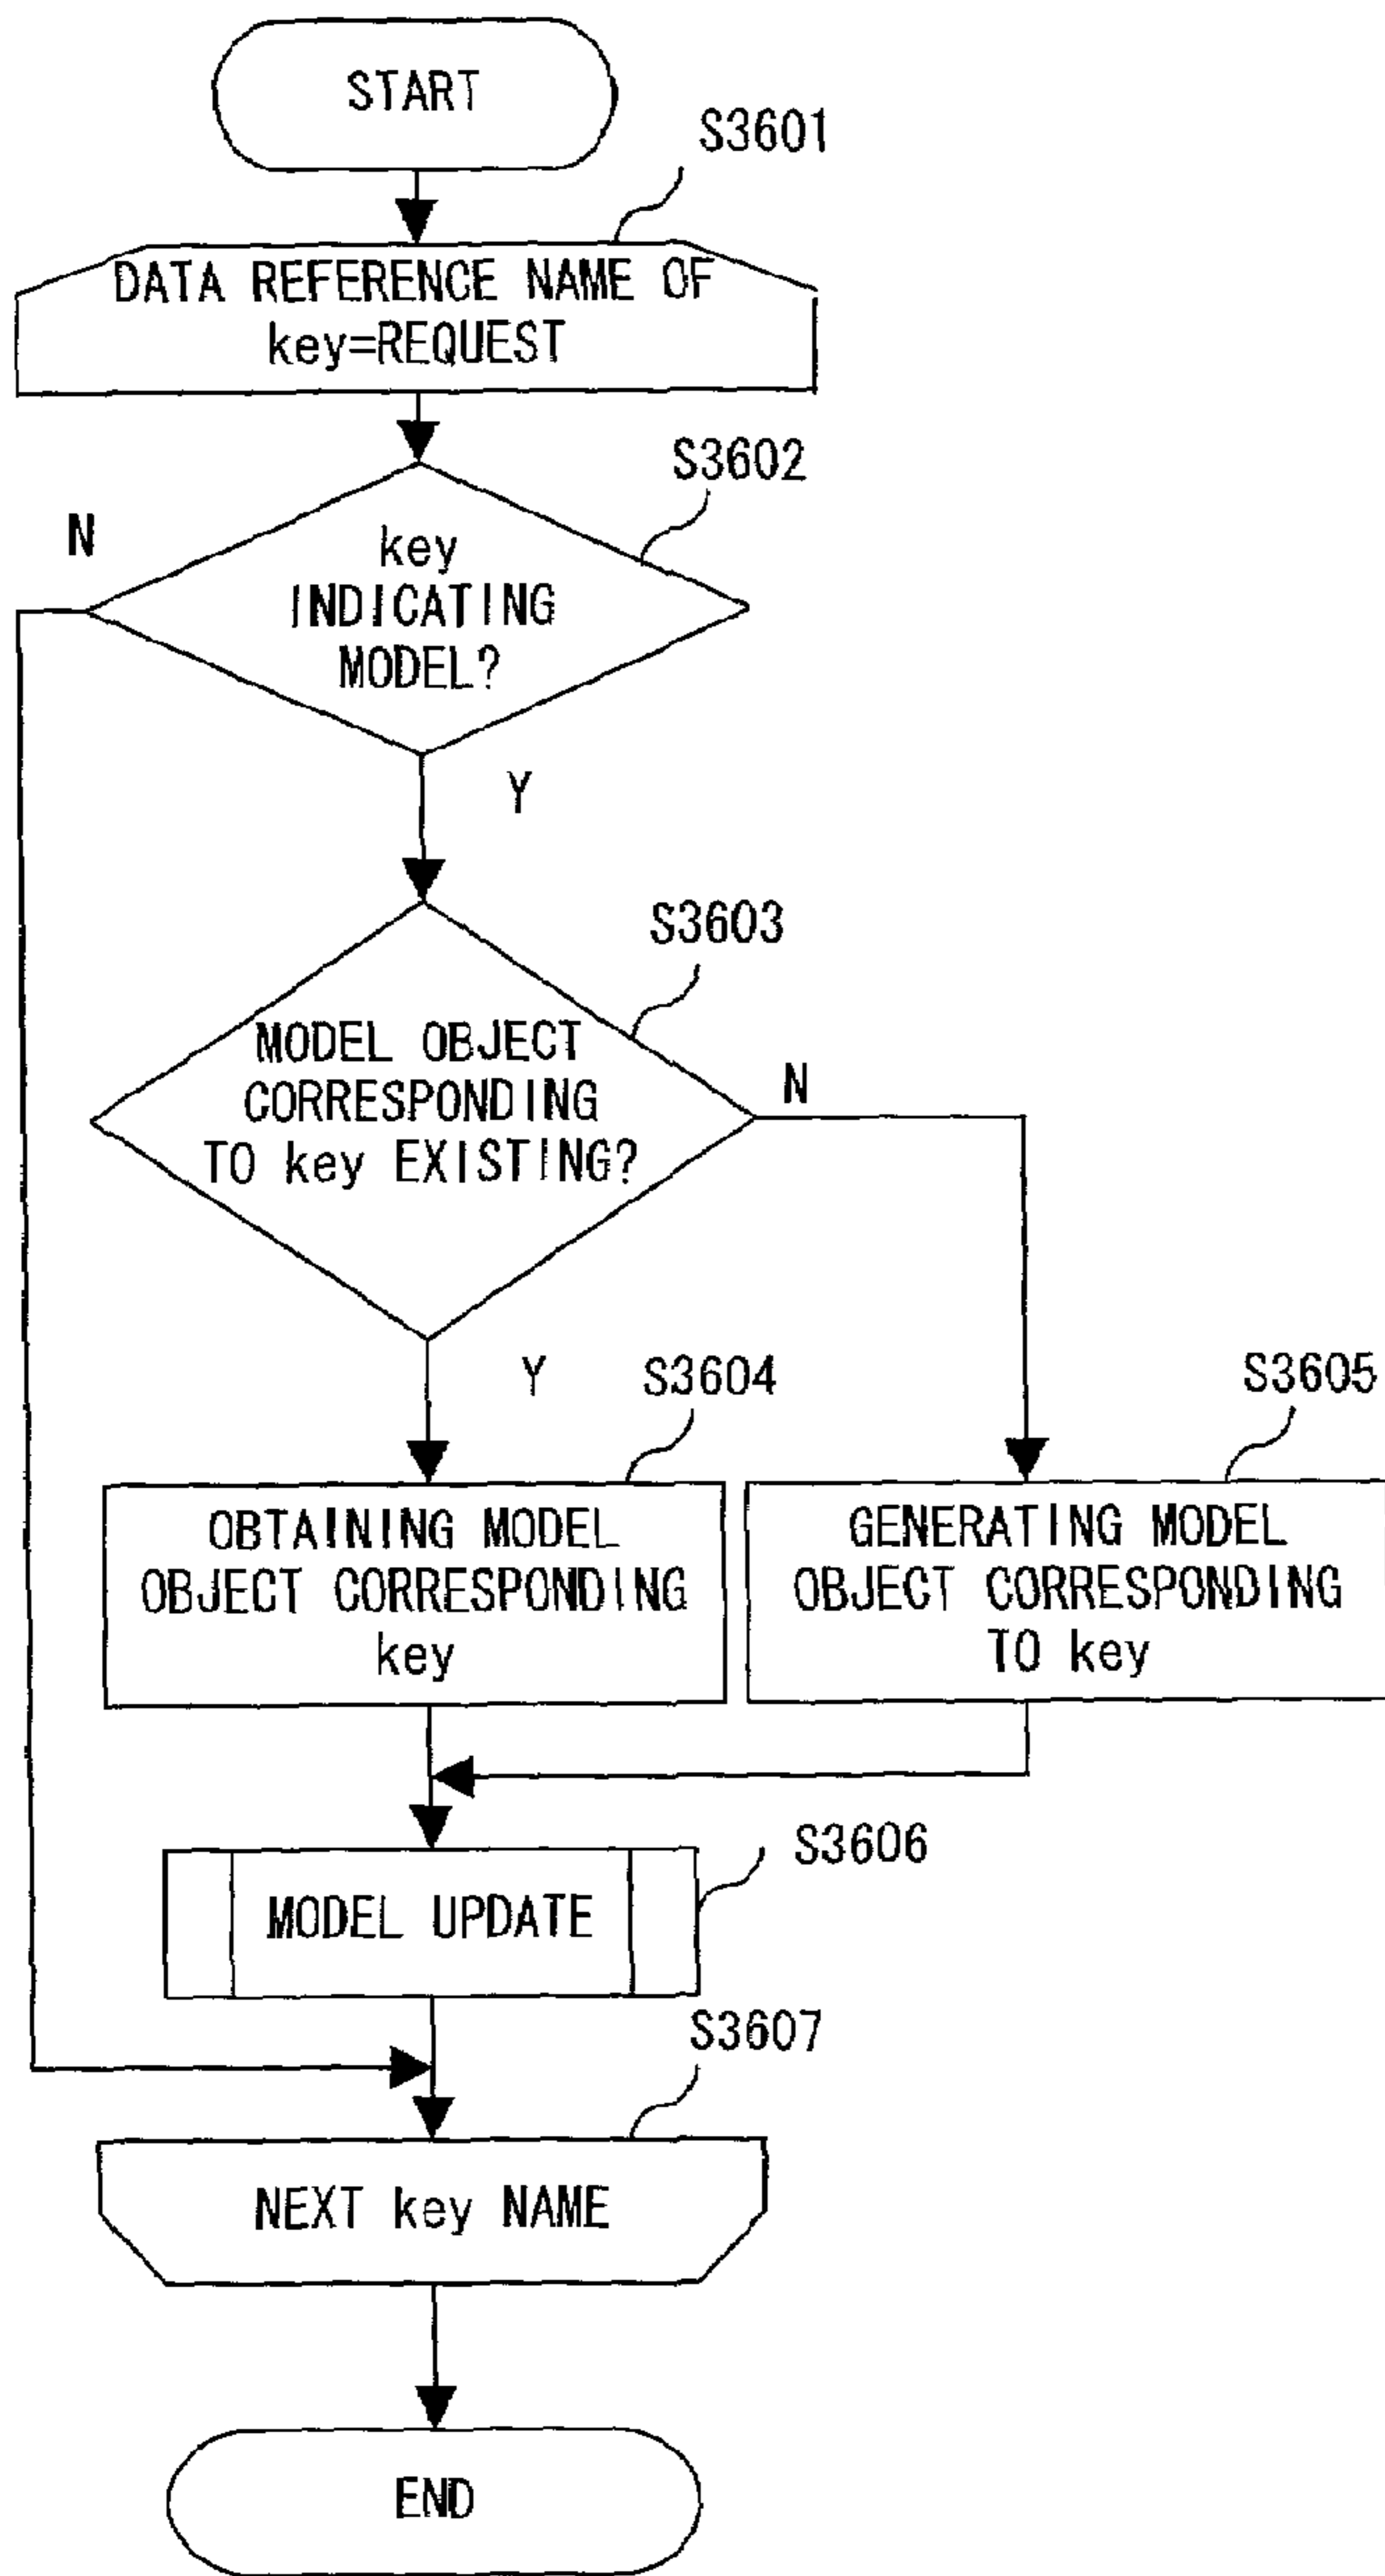 START
S3601
DATA REFERENCE NAME OF
key=REQUEST
S3602
N
key
INDICATING
MODEL?
Y
S3603
MODEL OBJECT
CORRESPONDING
TO key EXISTING?
N
Y
S3604
S3605
OBTAINING MODEL
OBJECT CORRESPONDING
key
GENERATING MODEL
OBJECT CORRESPONDING
TO key
S3606
MODEL UPDATE
S3607
NEXT key NAME
END